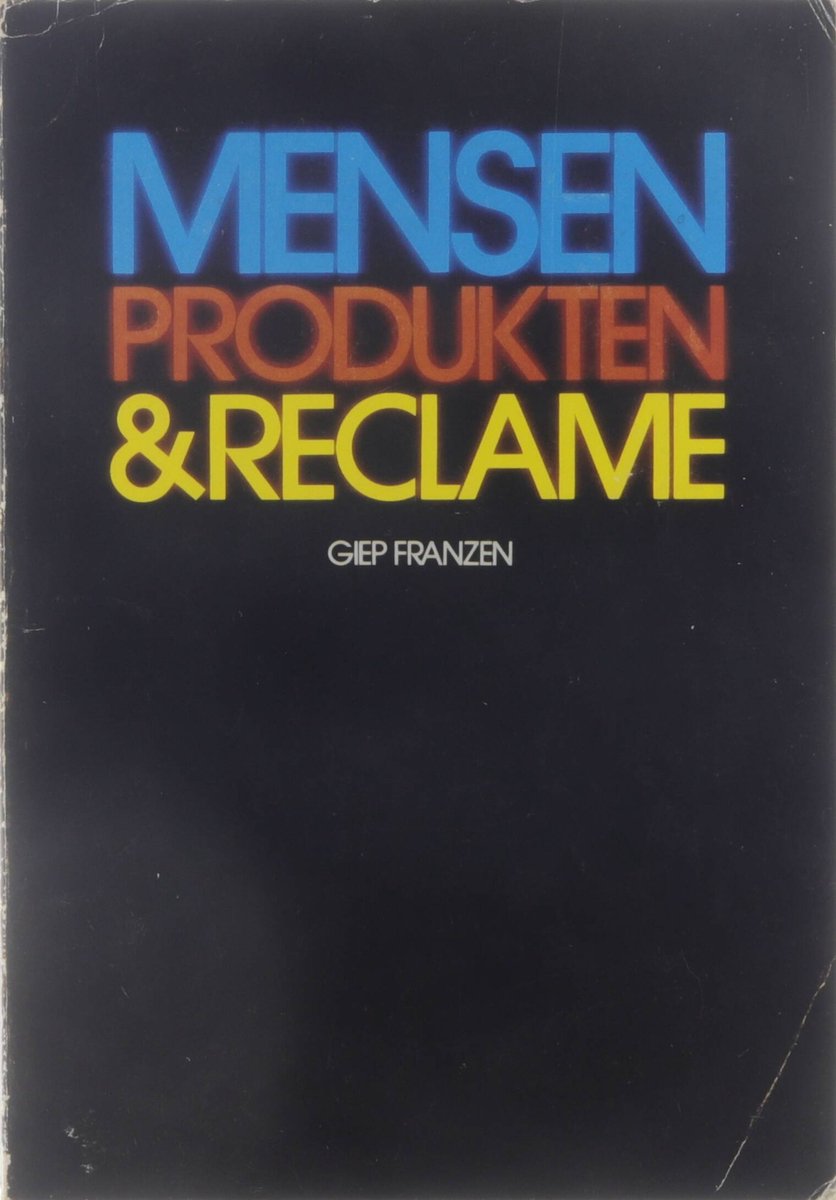 MENSEN
PRODUKTEN
&RECLAME
GIEP FRANZEN